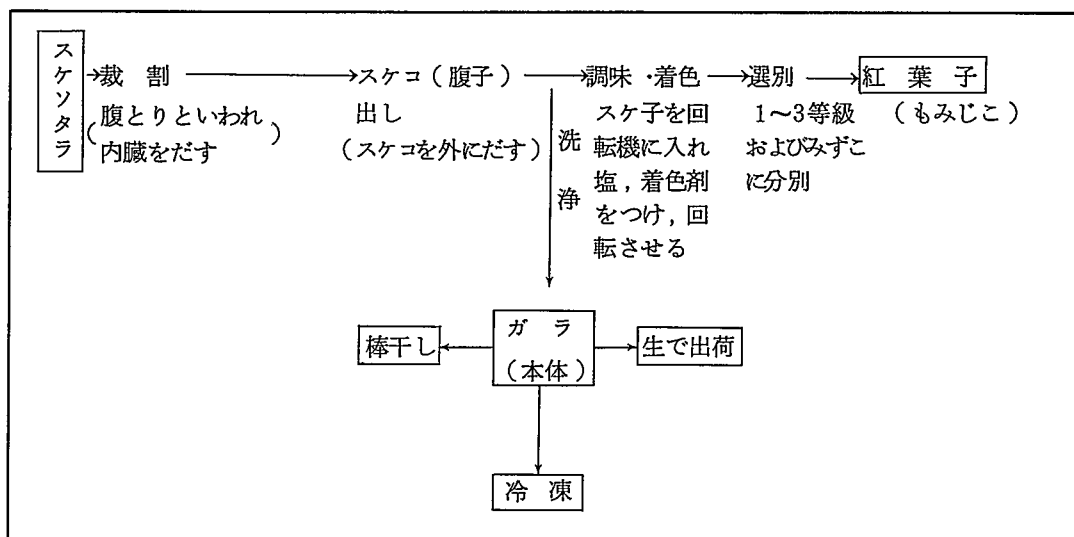 スケソタラ
裁割
(腹とりといわれ
内臓をだす)
スケコ(腹子)
出し
(スケコを外にだす)
洗浄
調味・着色
スケ子を回
転機に入れ
塩,着色剤
をつけ,回
転させる
選別
1~3等級
およびみずこ
に分別
紅葉子
(もみじこ)
ガラ
(本体)
棒干し
生で出荷
冷凍